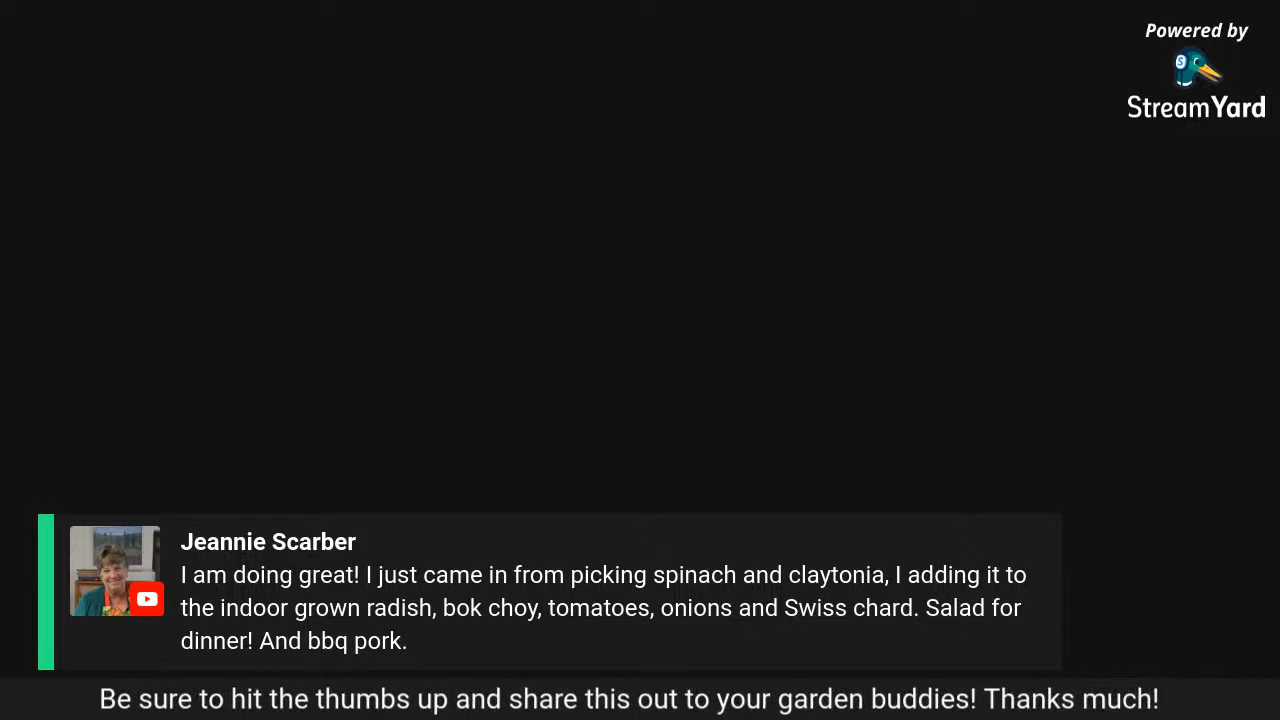 Powered by
S
StreamYard
Jeannie Scarber
I am doing great! I just came in from picking spinach and claytonia, I adding it to
the indoor grown radish, bok choy, tomatoes, onions and Swiss chard. Salad for
dinner! And bbq pork.
Be sure to hit the thumbs up and share this out to your garden buddies! Thanks much!